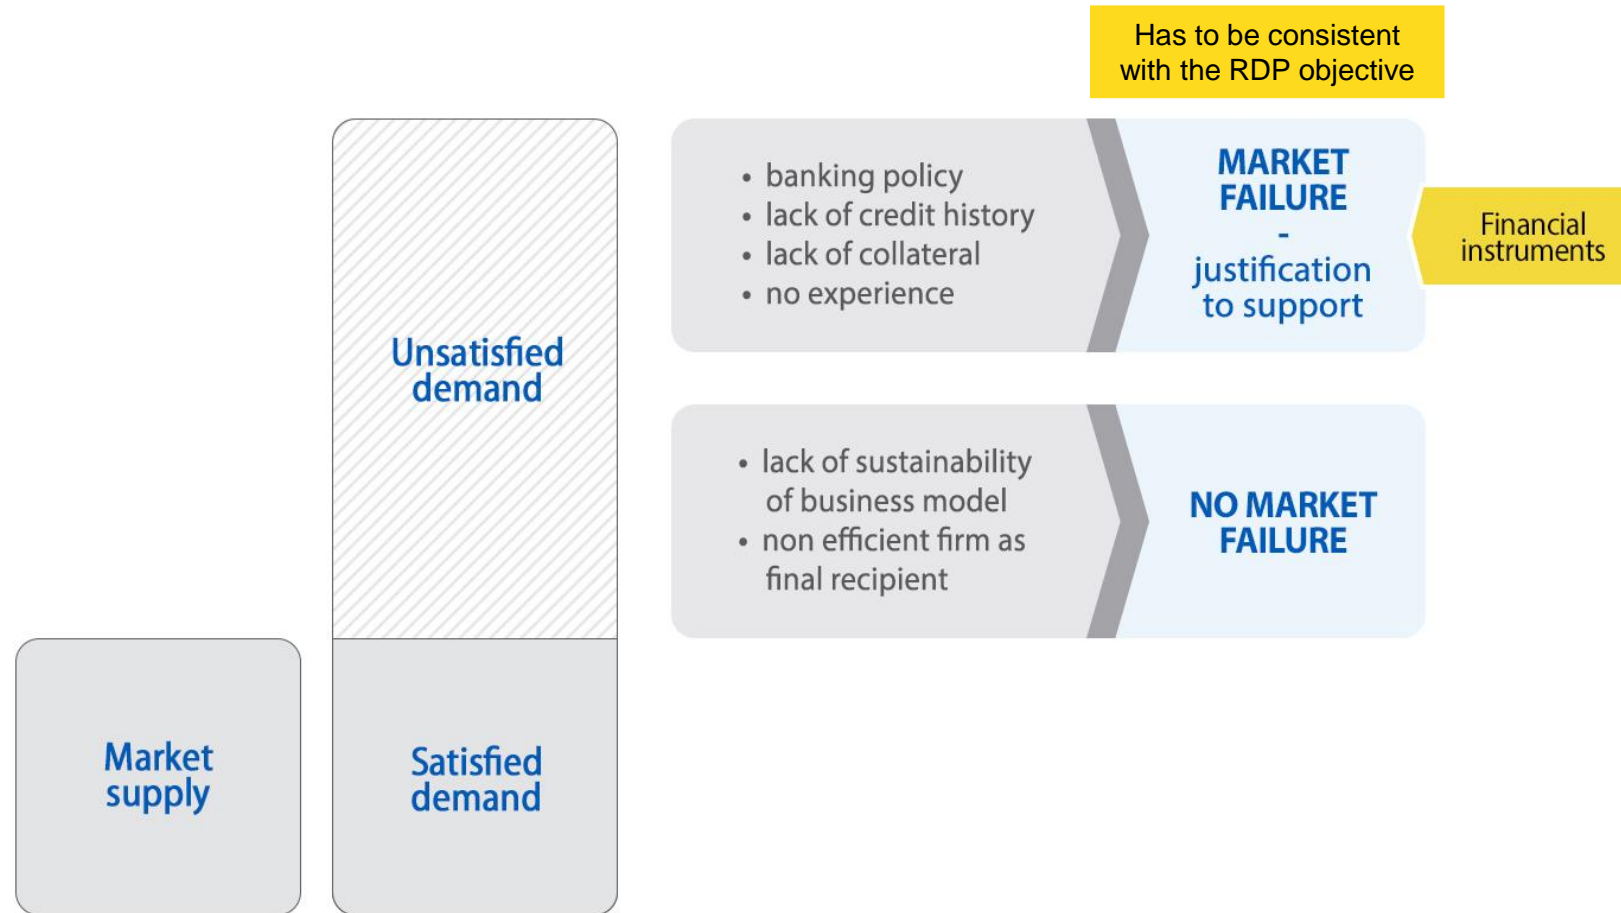 Has to be consistent
with the RDP objective
• banking policy
• lack of credit history
• lack of collateral
• no experience
MARKET
FAILURE
-
justification
to support
Financial
instruments
Unsatisfied
demand
• lack of sustainability
of business model
• non efficient firm as
final recipient
NO MARKET
FAILURE
Market
supply
Satisfied
demand